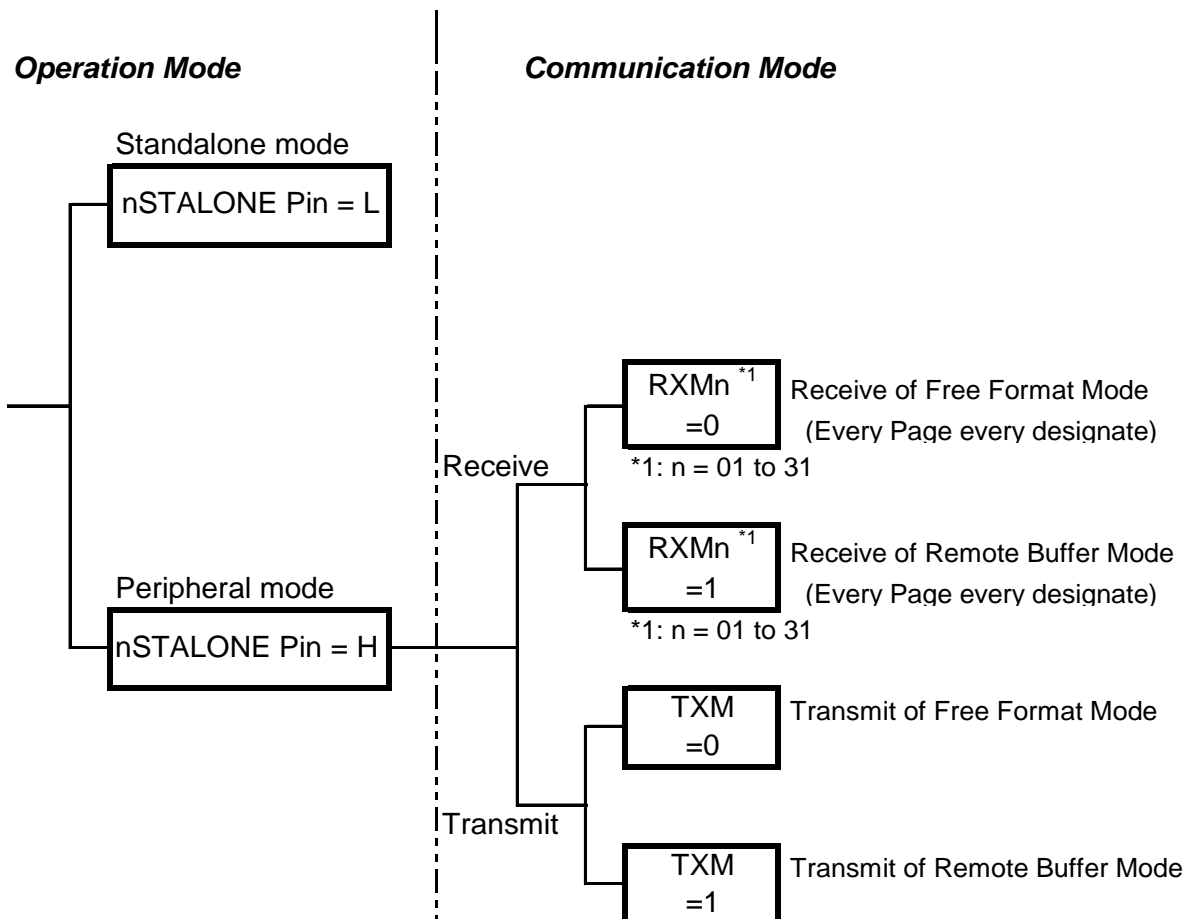 Operation Mode
Communication Mode
Standalone mode
nSTALONE Pin = L
RXMn *1
=0
Receive of Free Format Mode
(Every Page every designate)
*1: n = 01 to 31
Receive
RXMn *1
=1
Receive of Remote Buffer Mode
(Every Page every designate)
*1: n = 01 to 31
Peripheral mode
nSTALONE Pin = H
TXM
=0
Transmit of Free Format Mode
Transmit
TXM
=1
Transmit of Remote Buffer Mode